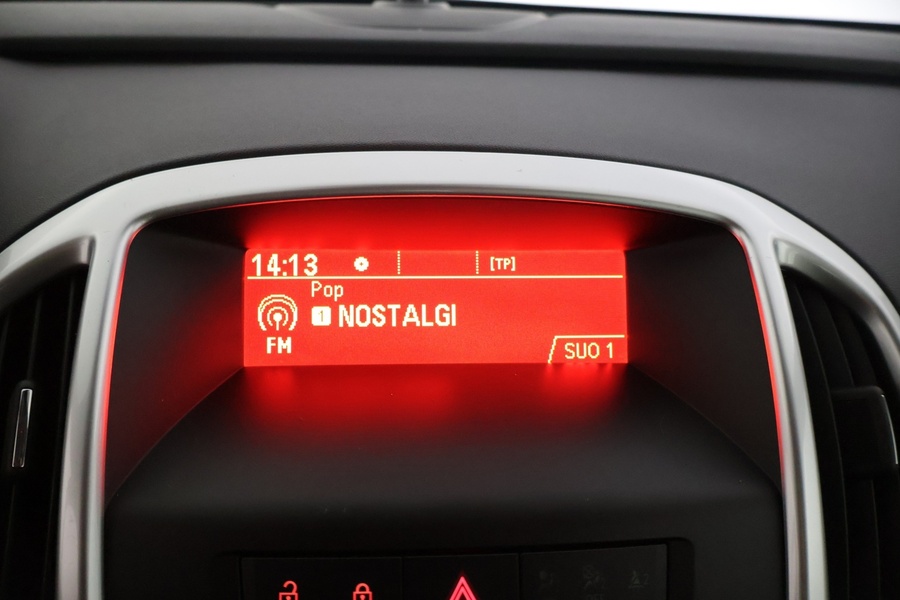 14:13 [TP]
Pop
1 NOSTALGI
FM
SUO 1